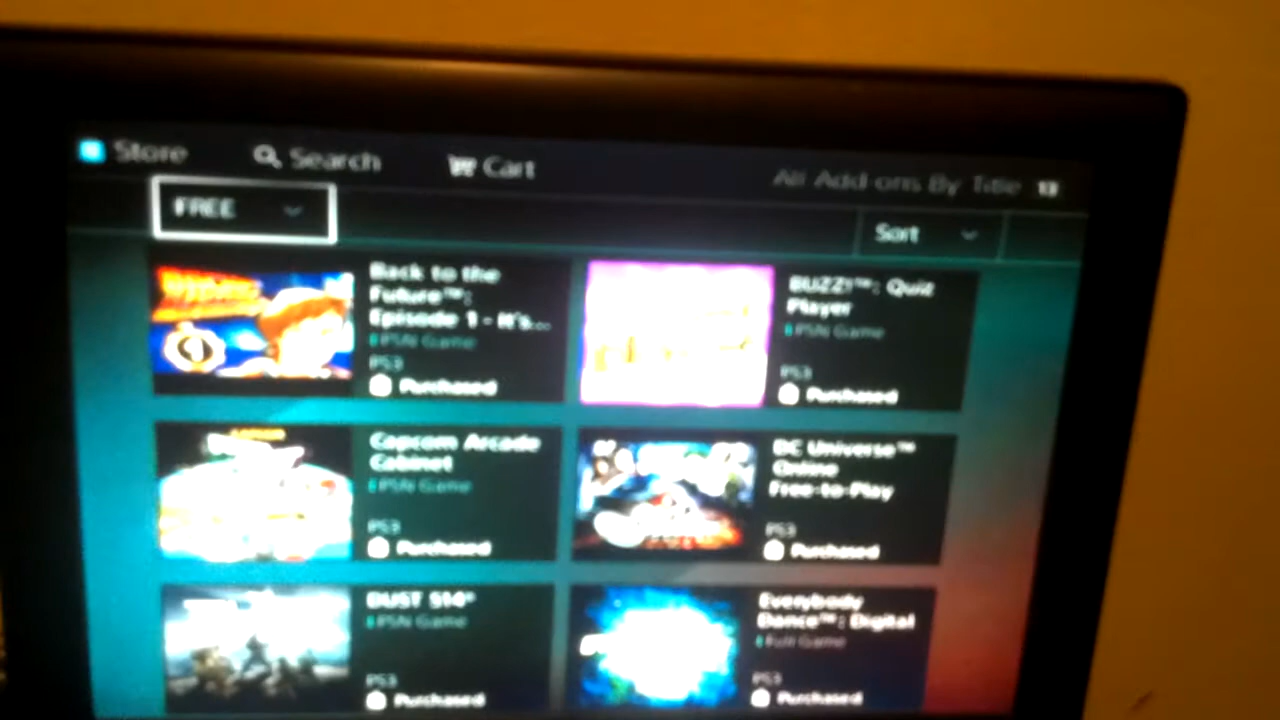 Store
Search
Cart
All Add-ons By Title 13
FREE
Sort
Back to the
Future™:
Episode 1 - It's...
PSN Game
PS3
Purchased
BUZZ!™: Quiz
Player
PSN Game
PS3
Purchased
Capcom Arcade
Cabinet
PSN Game
PS3
Purchased
DC Universe™
Online
Free-to-Play
PS3
Purchased
DUST 514®
PSN Game
PS3
Purchased
Everybody
Dance™: Digital
Full Game
PS3
Purchased